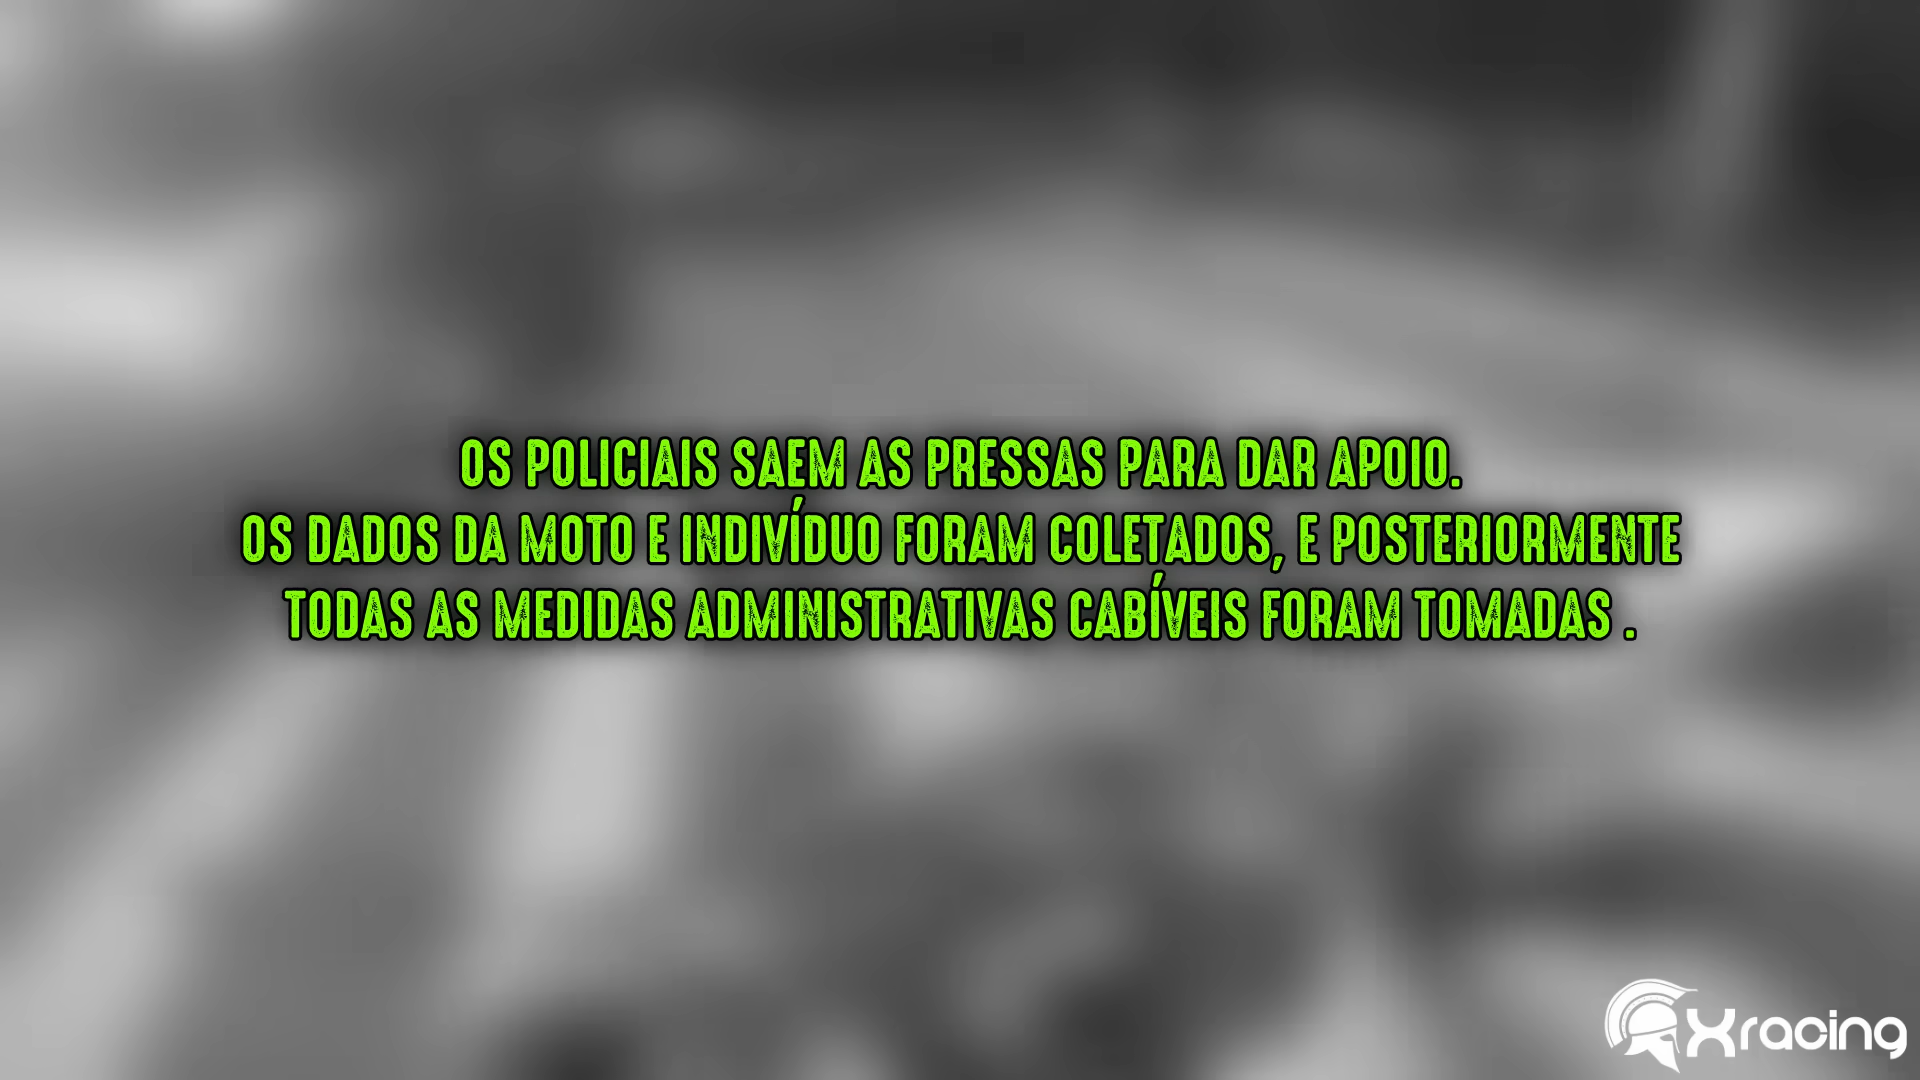 OS POLICIAIS SAEM AS PRESSAS PARA DAR APOIO.
OS DADOS DA MOTO E INDIVÍDUO FORAM COLETADOS, E POSTERIORMENTE
TODAS AS MEDIDAS ADMINISTRATIVAS CABÍVEIS FORAM TOMADAS .
Xracing